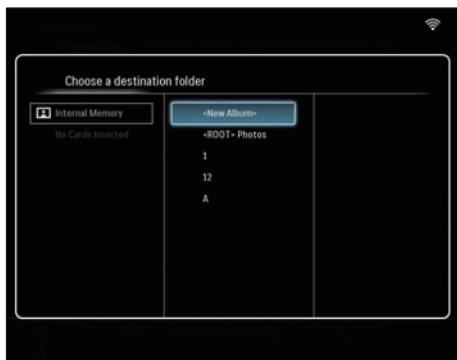 Choose a destination folder
Internal Memory
No Cards Inserted
<New Album>
<ROOT> Photos
1
12
A